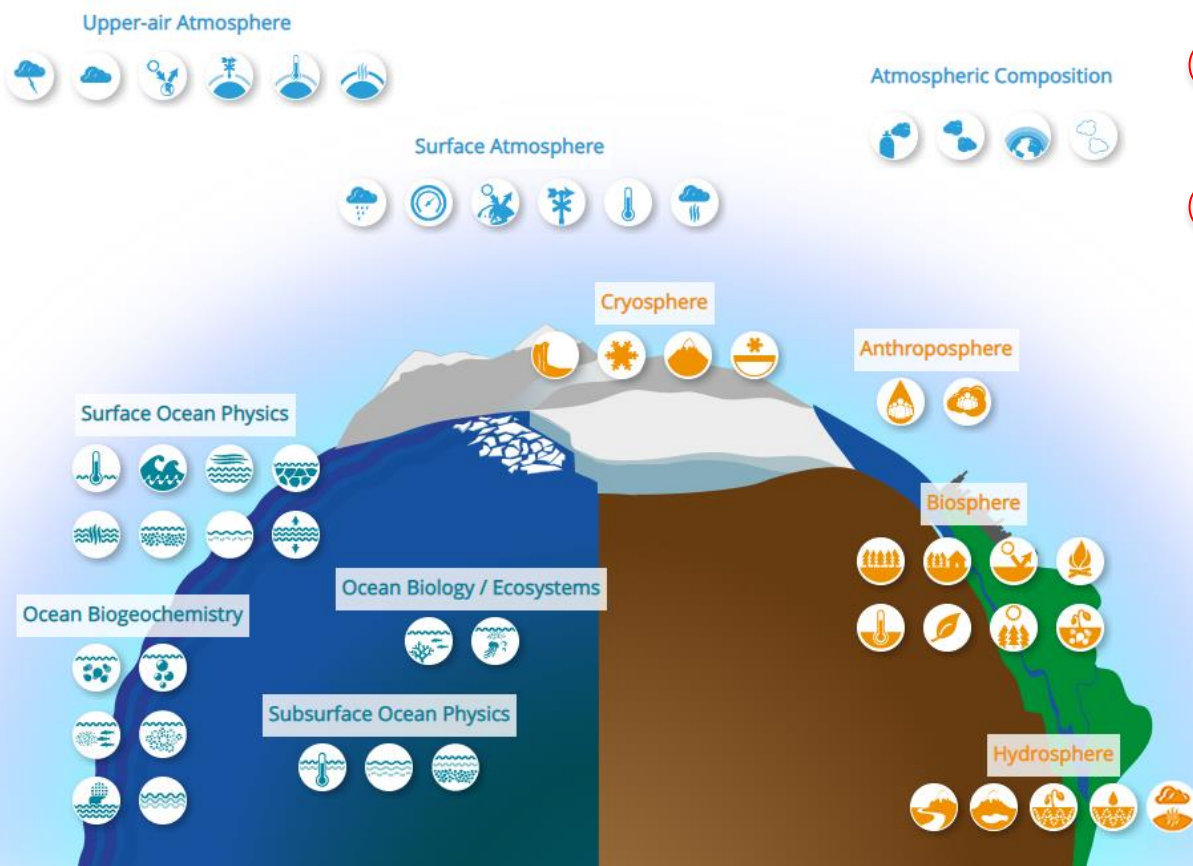 Upper-air Atmosphere
Atmospheric Composition
Surface Atmosphere
Cryosphere
Anthroposphere
Surface Ocean Physics
Biosphere
Ocean Biology / Ecosystems
Ocean Biogeochemistry
Subsurface Ocean Physics
Hydrosphere